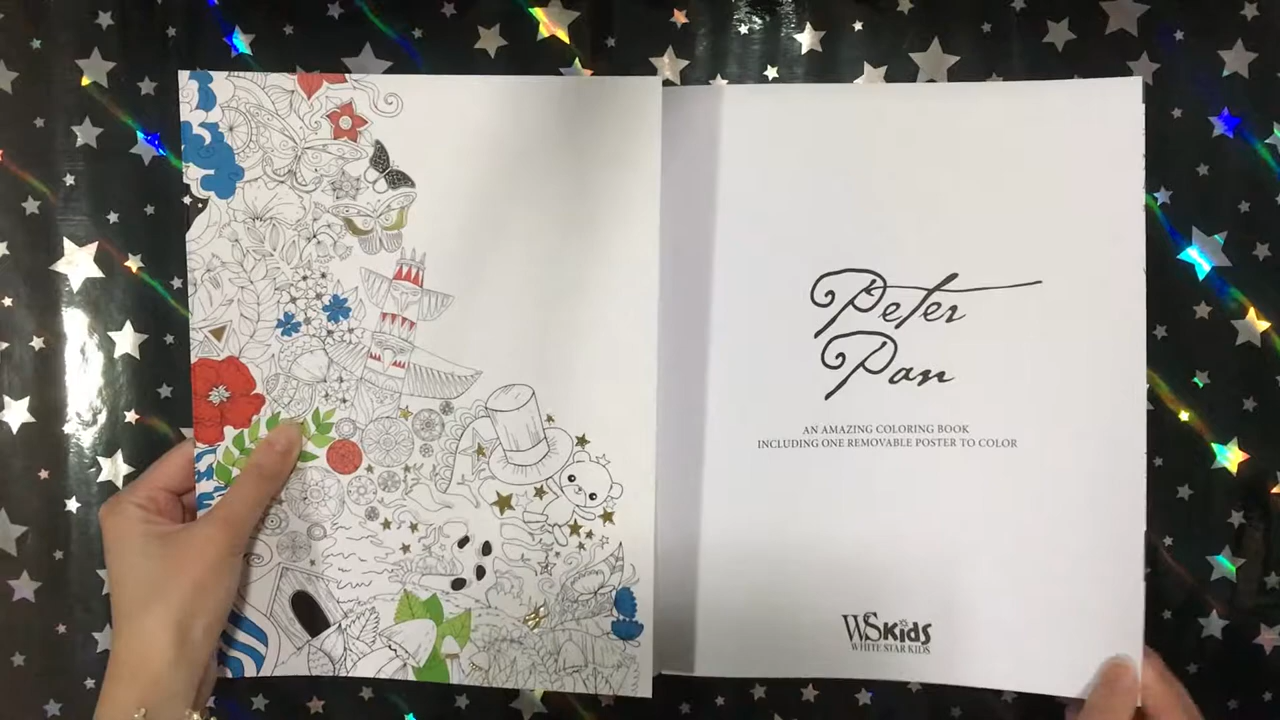 Peter
Pan
AN AMAZING COLORING BOOK
INCLUDING ONE REMOVABLE POSTER TO COLOR
WSKids
WHITE STAR KIDS